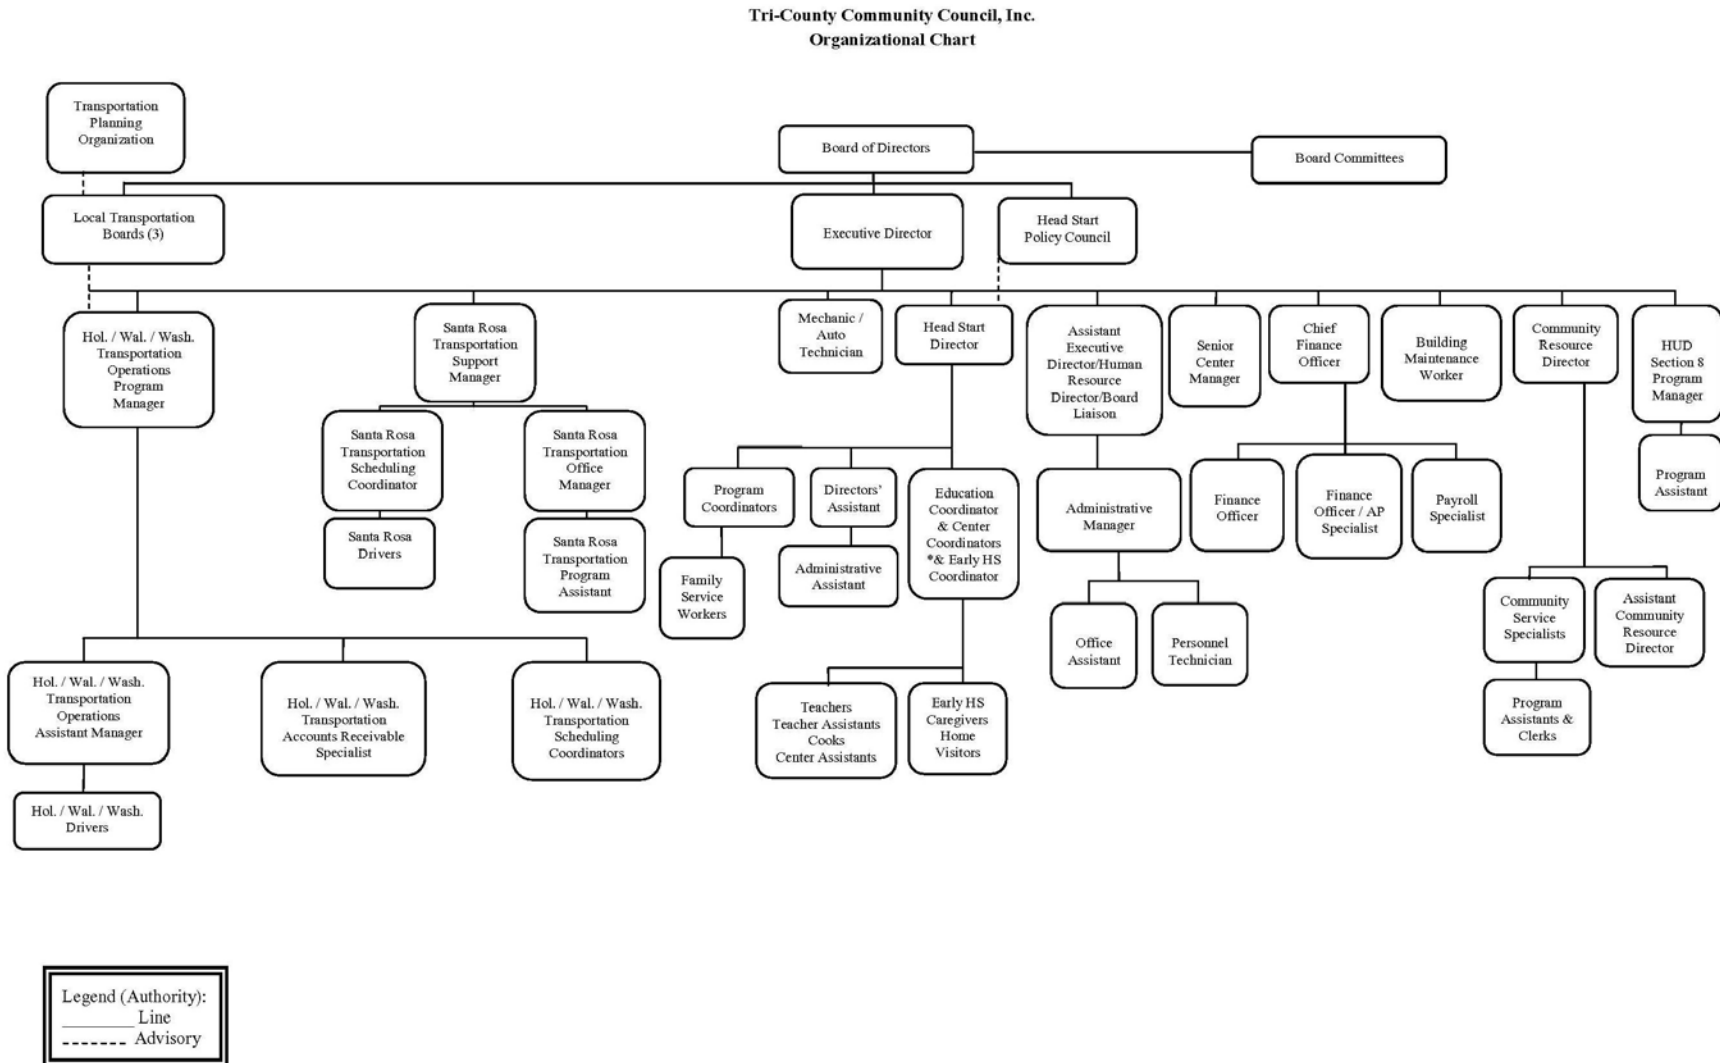 Tri-County Community Council, Inc.
Organizational Chart
Transportation
Planning
Organization
Board of Directors
Board Committees
Local Transportation
Boards (3)
Executive Director
Head Start
Policy Council
Hol. / Wal. / Wash.
Transportation
Operations
Program
Manager
Santa Rosa
Transportation
Support
Manager
Mechanic /
Auto
Technician
Head Start
Director
Assistant
Executive
Director/Human
Resource
Director/Board
Liaison
Senior
Center
Manager
Chief
Finance
Officer
Building
Maintenance
Worker
Community
Resource
Director
HUD
Section 8
Program
Manager
Santa Rosa
Transportation
Scheduling
Coordinator
Santa Rosa
Transportation
Office
Manager
Program
Coordinators
Directors'
Assistant
Education
Coordinator
& Center
Coordinators
*& Early HS
Coordinator
Administrative
Manager
Finance
Officer
Finance
Officer / AP
Specialist
Payroll
Specialist
Program
Assistant
Santa Rosa
Drivers
Santa Rosa
Transportation
Program
Assistant
Family
Service
Workers
Administrative
Assistant
Office
Assistant
Personnel
Technician
Community
Service
Specialists
Assistant
Community
Resource
Director
Hol. / Wal. / Wash.
Transportation
Operations
Assistant Manager
Hol. / Wal. / Wash.
Transportation
Accounts Receivable
Specialist
Hol. / Wal. / Wash.
Transportation
Scheduling
Coordinators
Teachers
Teacher Assistants
Cooks
Center Assistants
Early HS
Caregivers
Home
Visitors
Program
Assistants &
Clerks
Hol. / Wal. / Wash.
Drivers
Legend (Authority):
_________ Line
------- Advisory